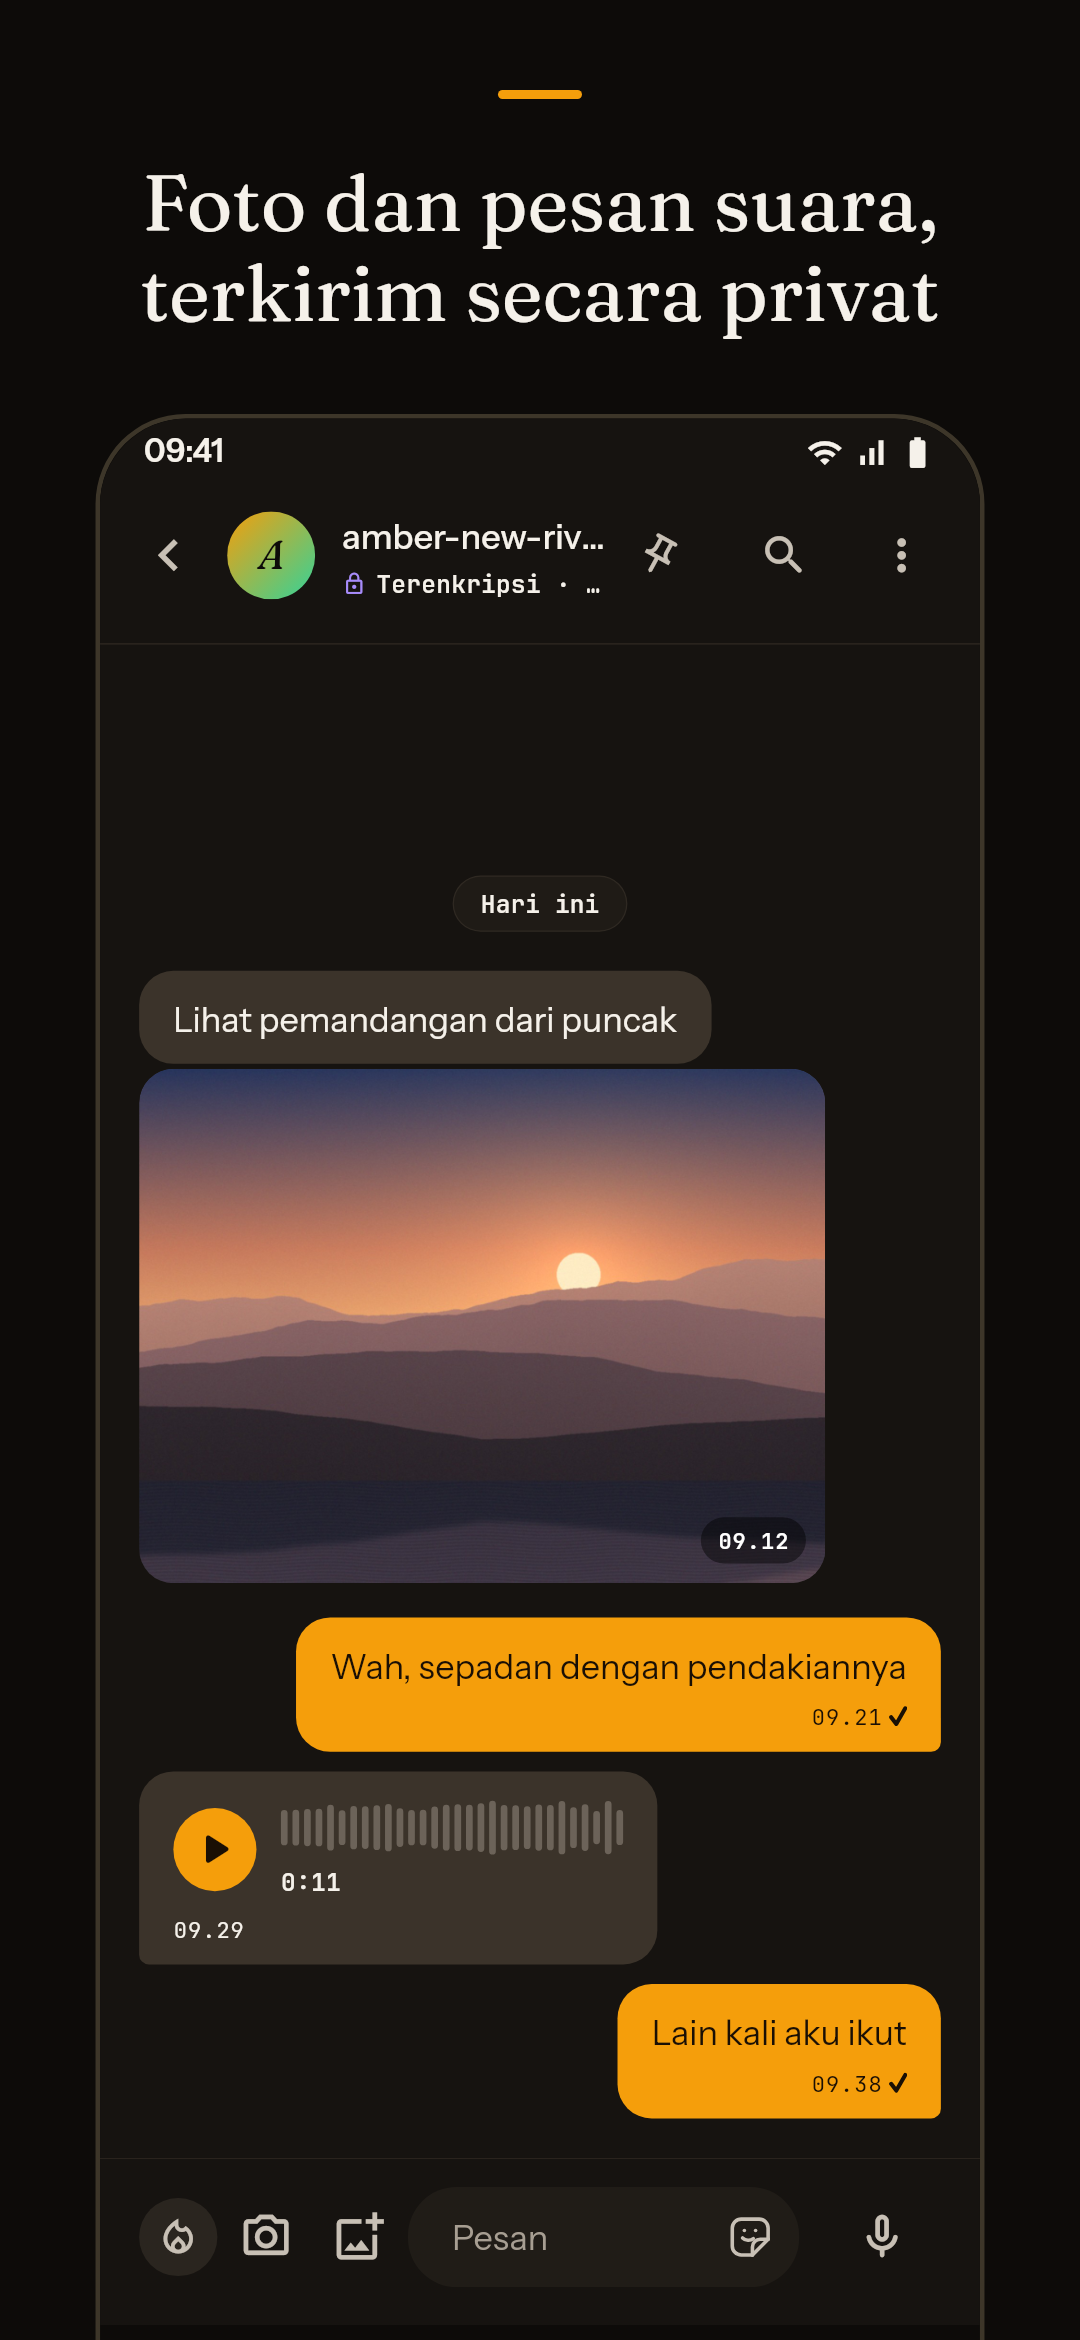 Foto dan pesan suara,
terkirim secara privat
09:41
A
amber-new-riv...
Terenkripsi · ...
Hari ini
Lihat pemandangan dari puncak
09.12
Wah, sepadan dengan pendakiannya
09.21
0:11
09.29
Lain kali aku ikut
09.38
Pesan